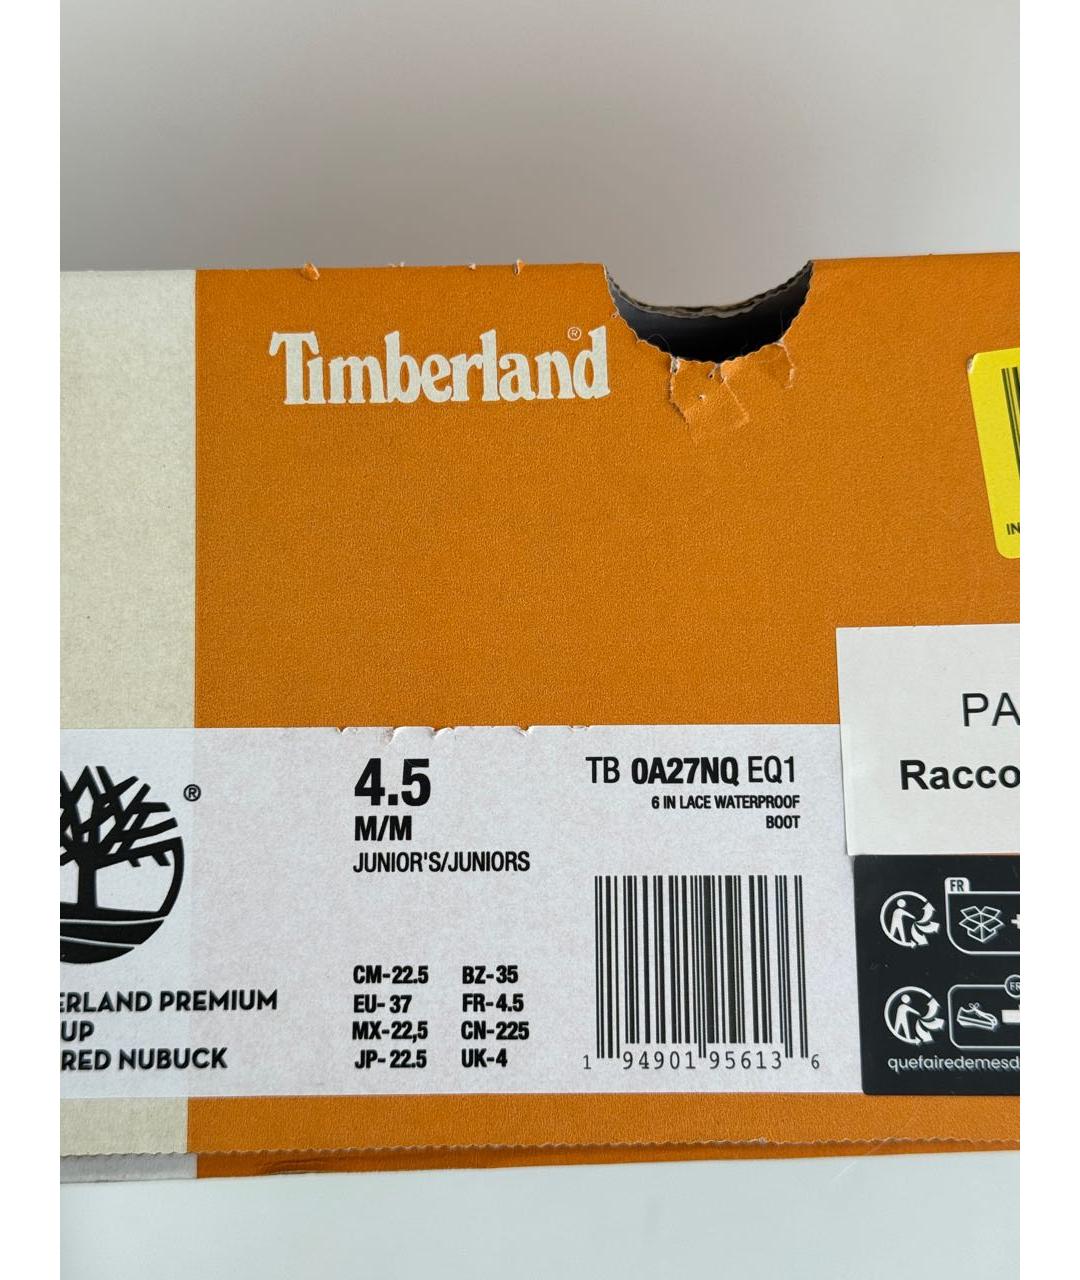 Timberland®
IN
PA
Racco
4.5
M/M
JUNIOR'S/JUNIORS
TB 0A27NQ EQ1
6 IN LACE WATERPROOF
BOOT
®
CM-22.5 BZ-35
EU-37 FR-4.5
MX-22,5 CN-225
JP-22.5 UK-4
1 94901 95613 6
ERLAND PREMIUM
UP
RED NUBUCK
FR
FR
quefairedemesd